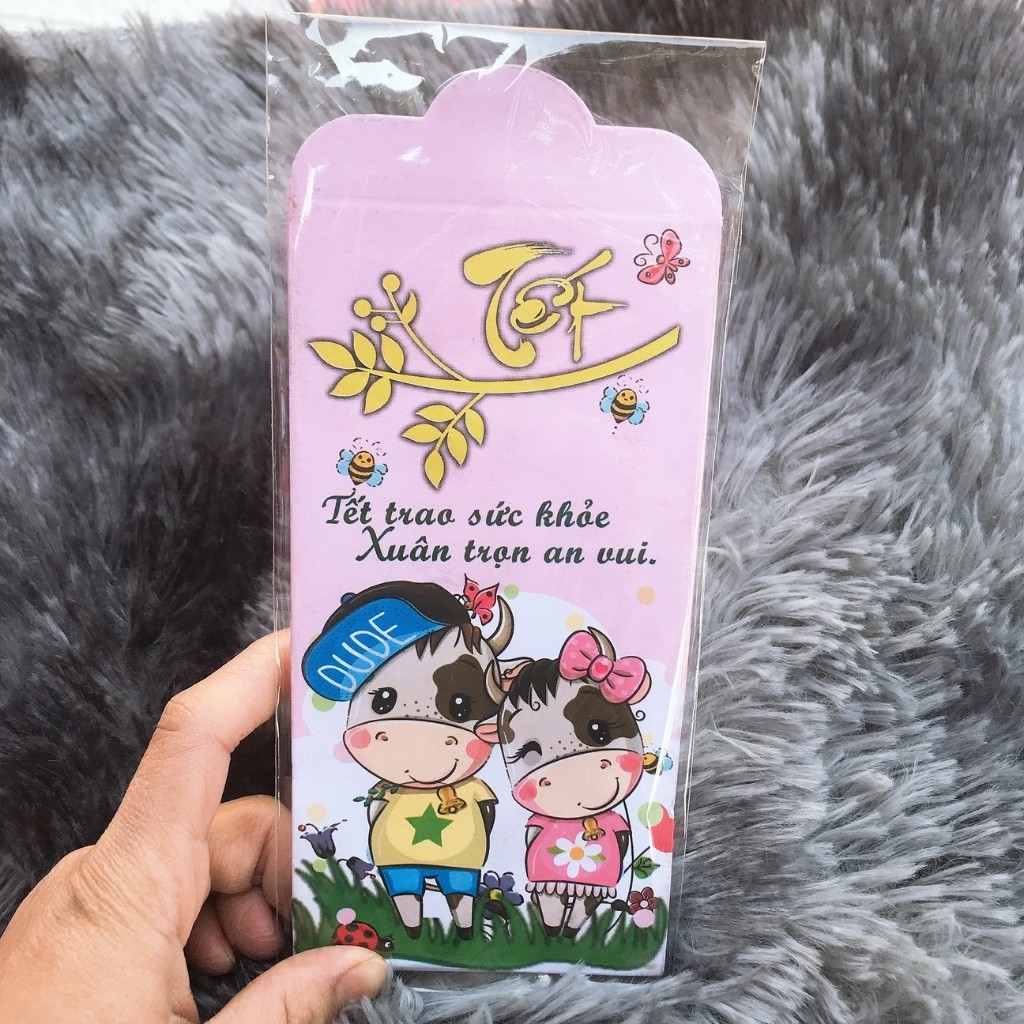 Tết
Tết trao sức khỏe
Xuân trọn an vui.
DUDE